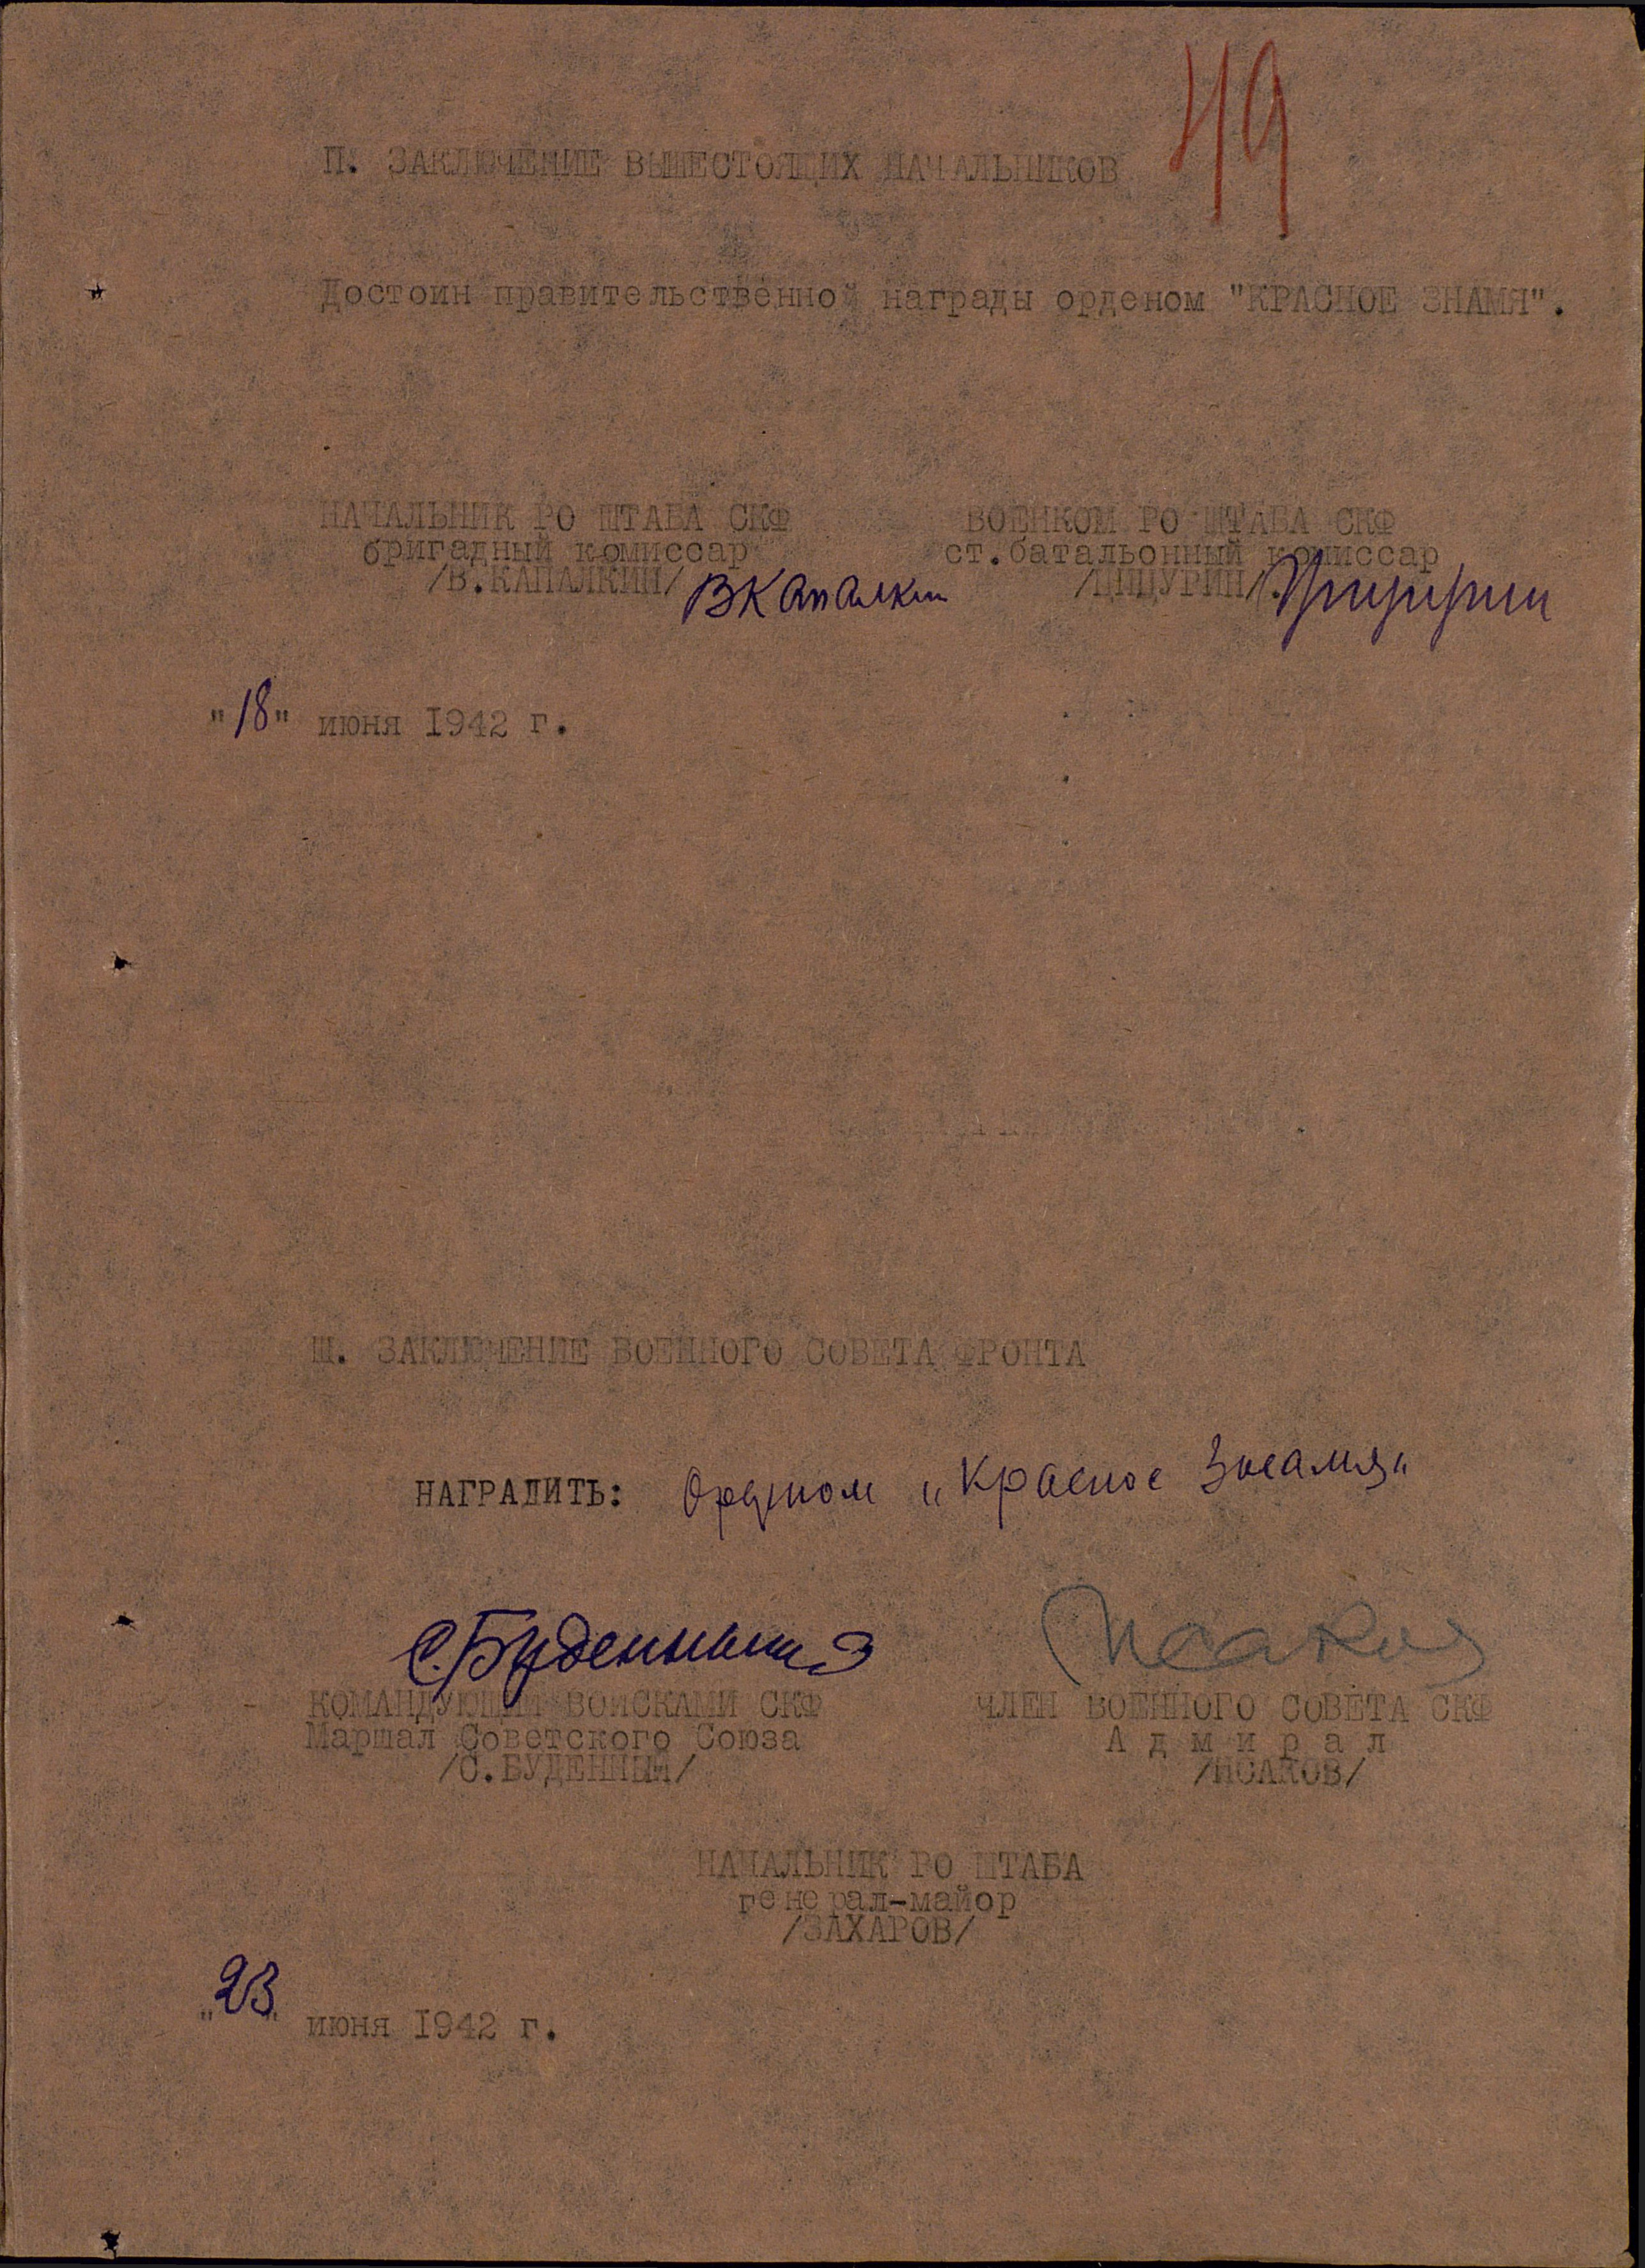 49
П. ЗАКЛЮЧЕНИЕ ВЫШЕСТОЯЩИХ НАЧАЛЬНИКОВ
Достоин правительственной награды орденом "КРАСНОЕ ЗНАМЯ".
НАЧАЛЬНИК РО ШТАБА СКФ
бригадный комиссар
/В.КАПАЛКИН/ ВКапалкин
ВОЕНКОМ РО ШТАБА СКФ
ст.батальонный комиссар
/ЦИЦУРИН/. Цицурин
"18" июня 1942 г.
Ш. ЗАКЛЮЧЕНИЕ ВОЕННОГО СОВЕТА ФРОНТА
НАГРАДИТЬ: Орденом „Красное Знамя"
С.Буденный
КОМАНДУЮЩИЙ ВОЙСКАМИ СКФ
Маршал Советского Союза
/С.БУДЕННЫЙ/
Исаков
ЧЛЕН ВОЕННОГО СОВЕТА СКФ
А д м и р а л
/ИСАКОВ/
НАЧАЛЬНИК РО ШТАБА
генерал-майор
/ЗАХАРОВ/
"23" июня 1942 г.